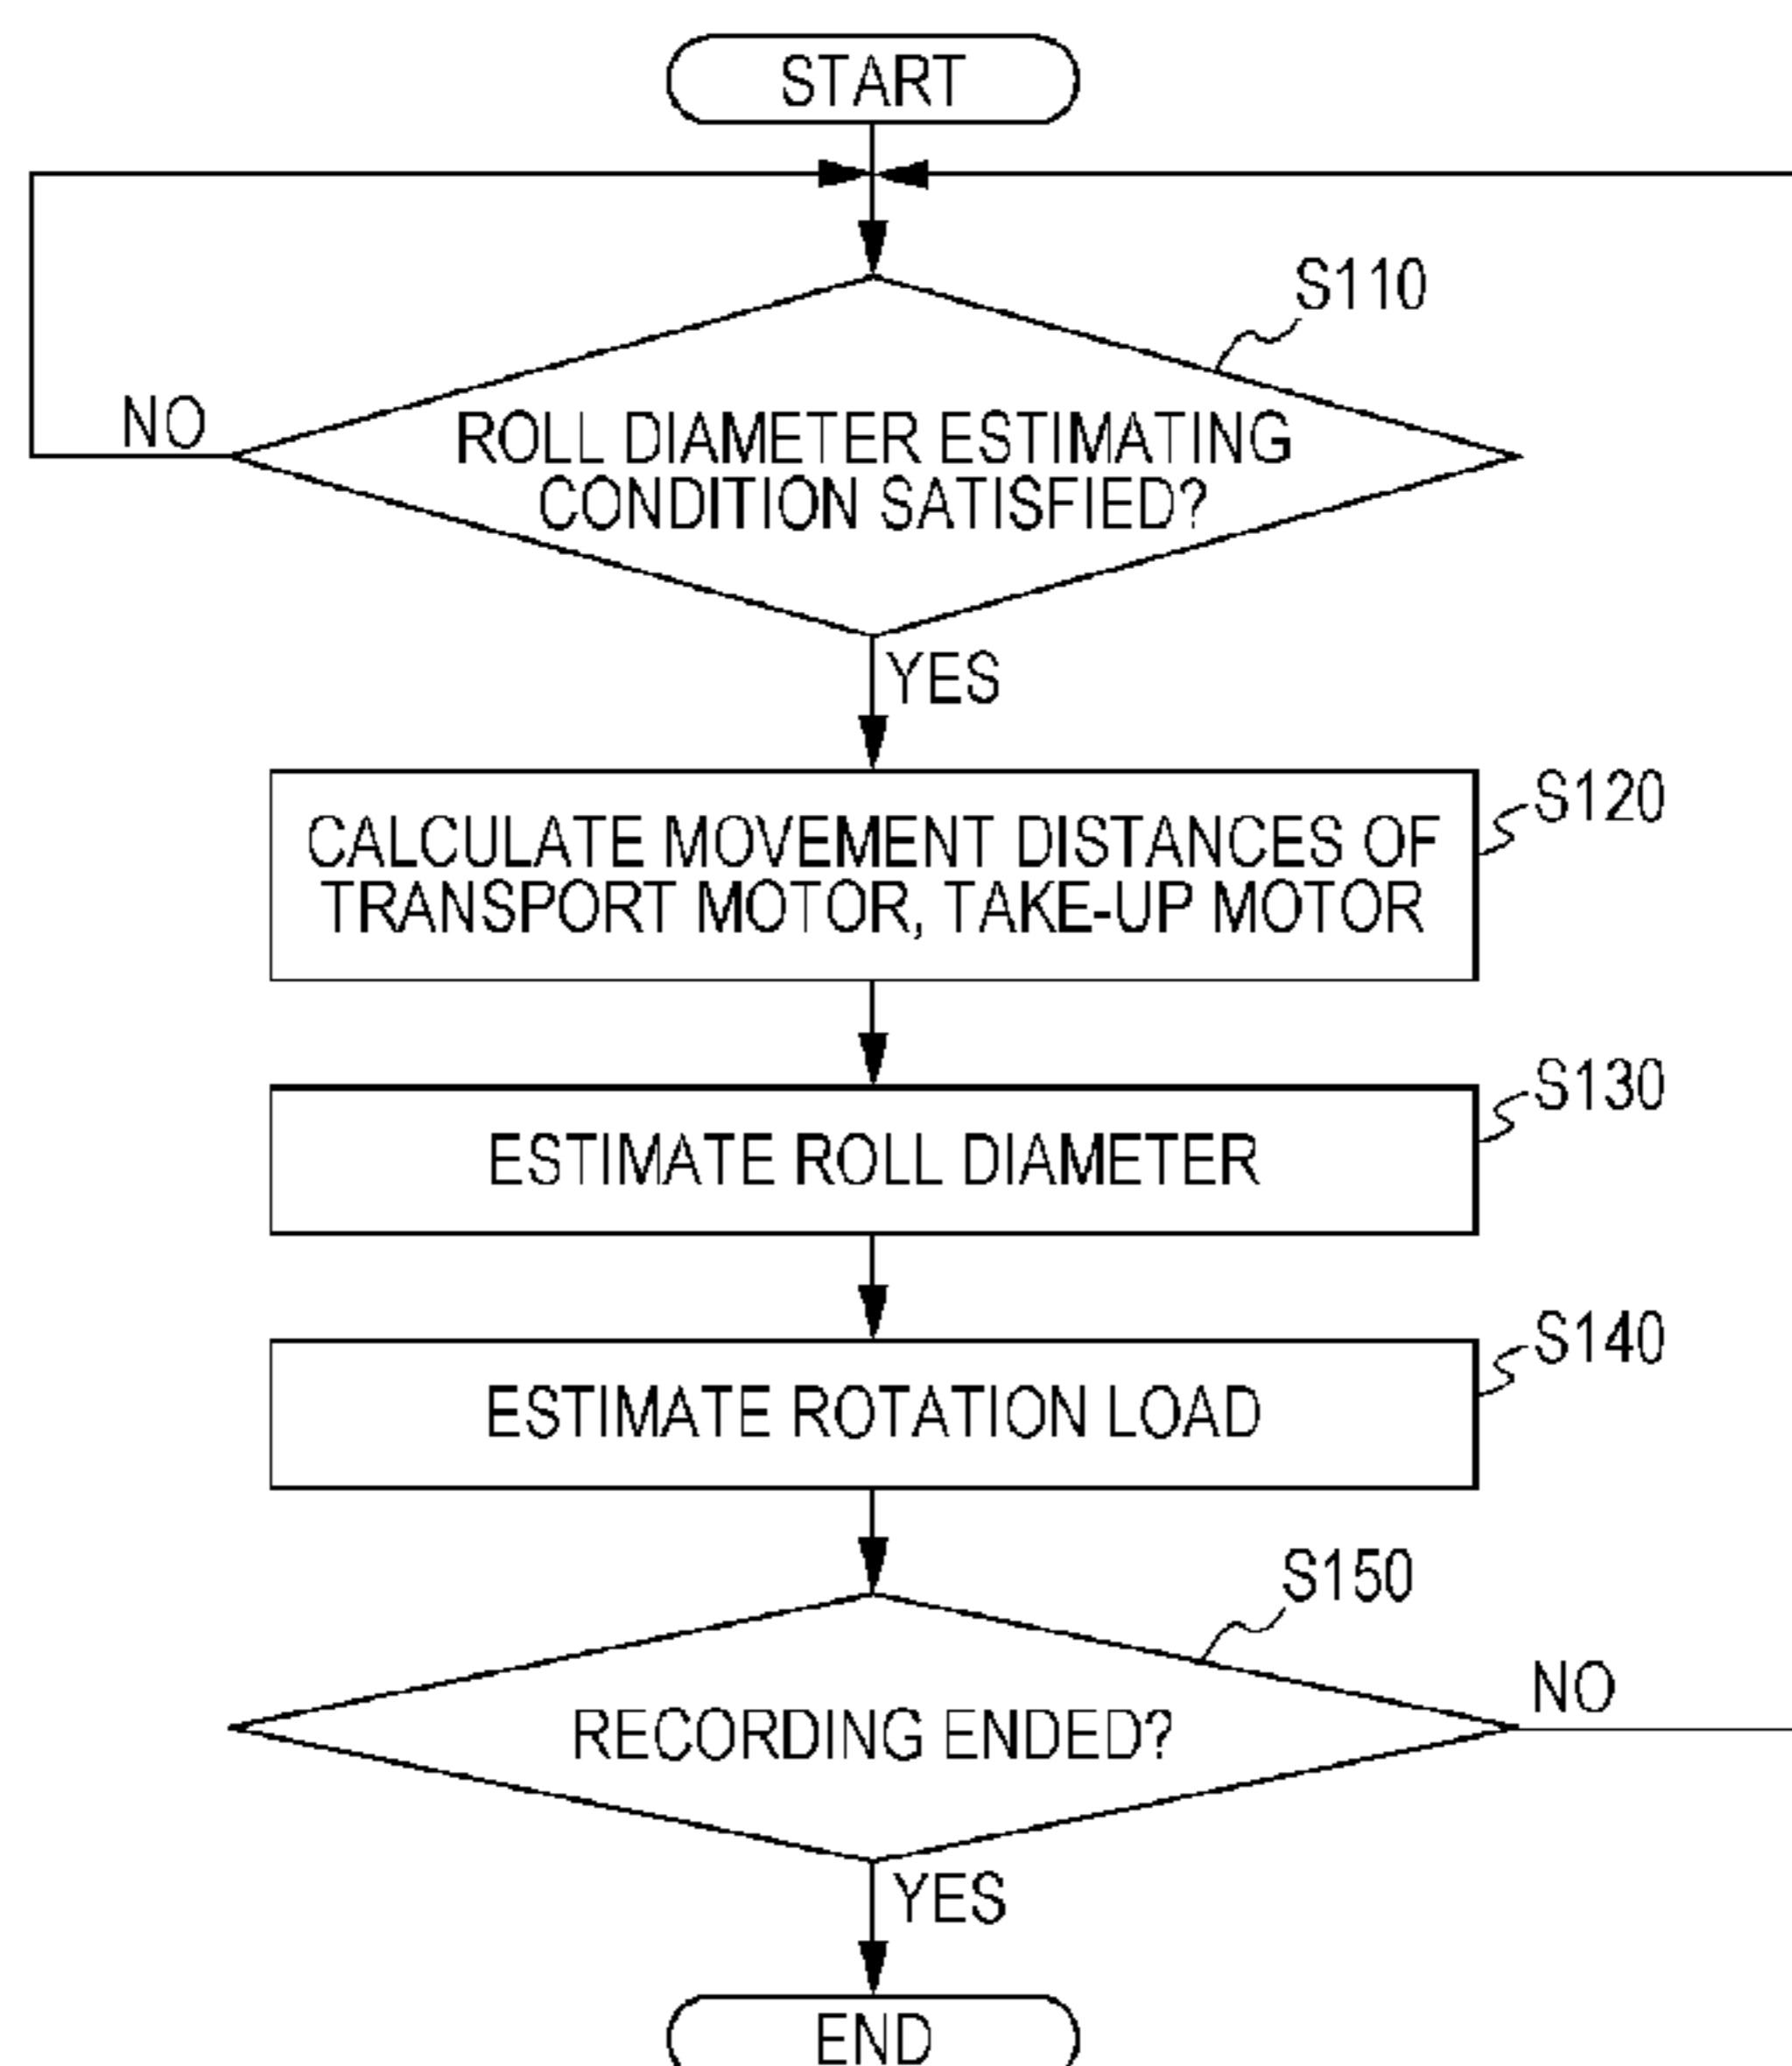 START
S110
NO
ROLL DIAMETER ESTIMATING
CONDITION SATISFIED?
YES
S120
CALCULATE MOVEMENT DISTANCES OF
TRANSPORT MOTOR, TAKE-UP MOTOR
S130
ESTIMATE ROLL DIAMETER
S140
ESTIMATE ROTATION LOAD
S150
NO
RECORDING ENDED?
YES
END